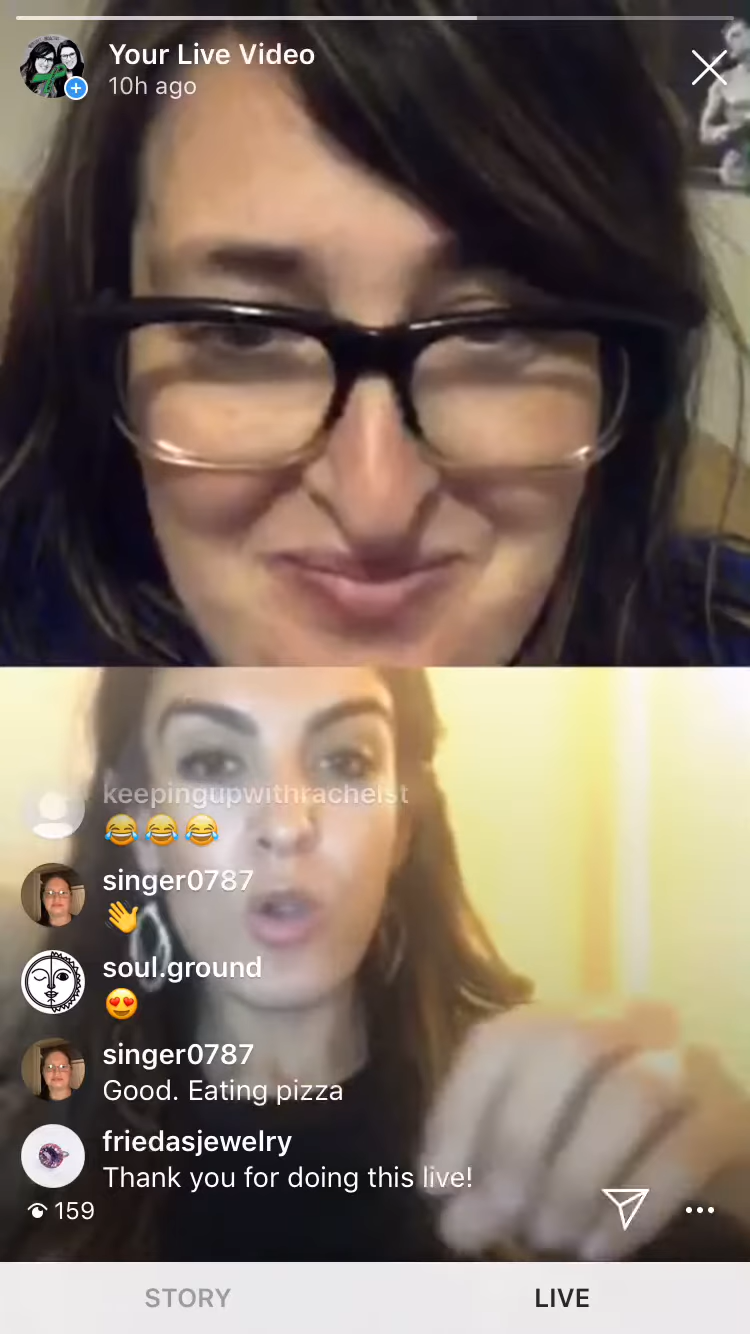 Your Live Video
10h ago
keepingupwithrachelst
😂😂😂
singer0787
👋
soul.ground
😍
singer0787
Good. Eating pizza
friedasjewelry
Thank you for doing this live!
159
STORY
LIVE